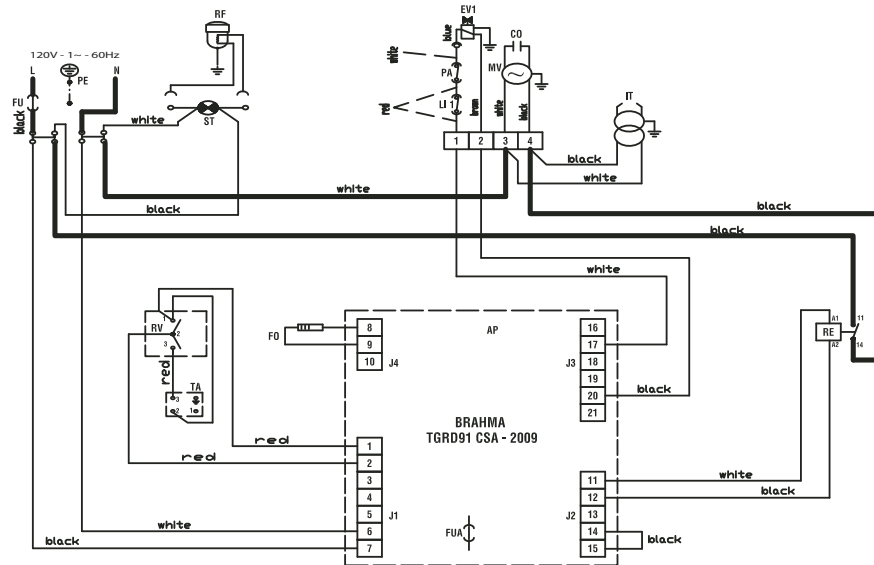 RF
EV1
CO
120V - 1~ - 60Hz
L
PE
N
FU
black
white
ST
blue
white
PA
MV
red
LI 1
brown
white
black
IT
1 2 3 4
black
white
white
black
black
black
white
RV
1
2
3
red
TA
3
2 1
FO
8
9
10
J4
AP
16
17
18
19
20
21
J3
black
A1
RE
A2
11
14
BRAHMA
TGRD91 CSA - 2009
red
red
1
2
3
4
5
6
7
J1
white
black
FUA
11
12
13
14
15
J2
white
black
black